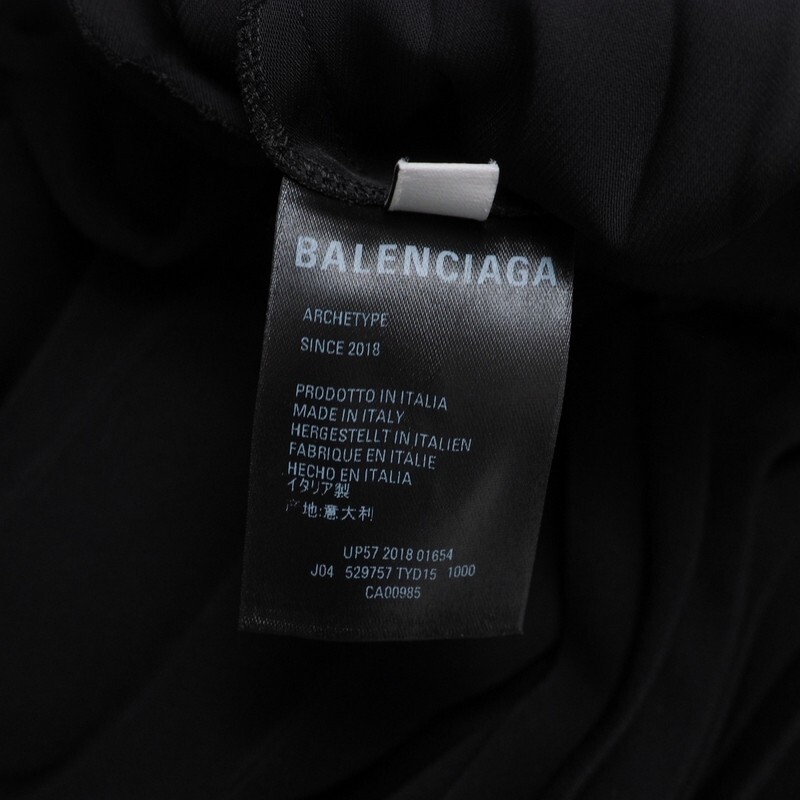 BALENCIAGA
ARCHETYPE
SINCE 2018
PRODOTTO IN ITALIA
MADE IN ITALY
HERGESTELLT IN ITALIEN
FABRIQUE EN ITALIE
HECHO EN ITALIA
イタリア製
产地:意大利
UP57 2018 01654
J04 529757 TYD15 1000
CA00985